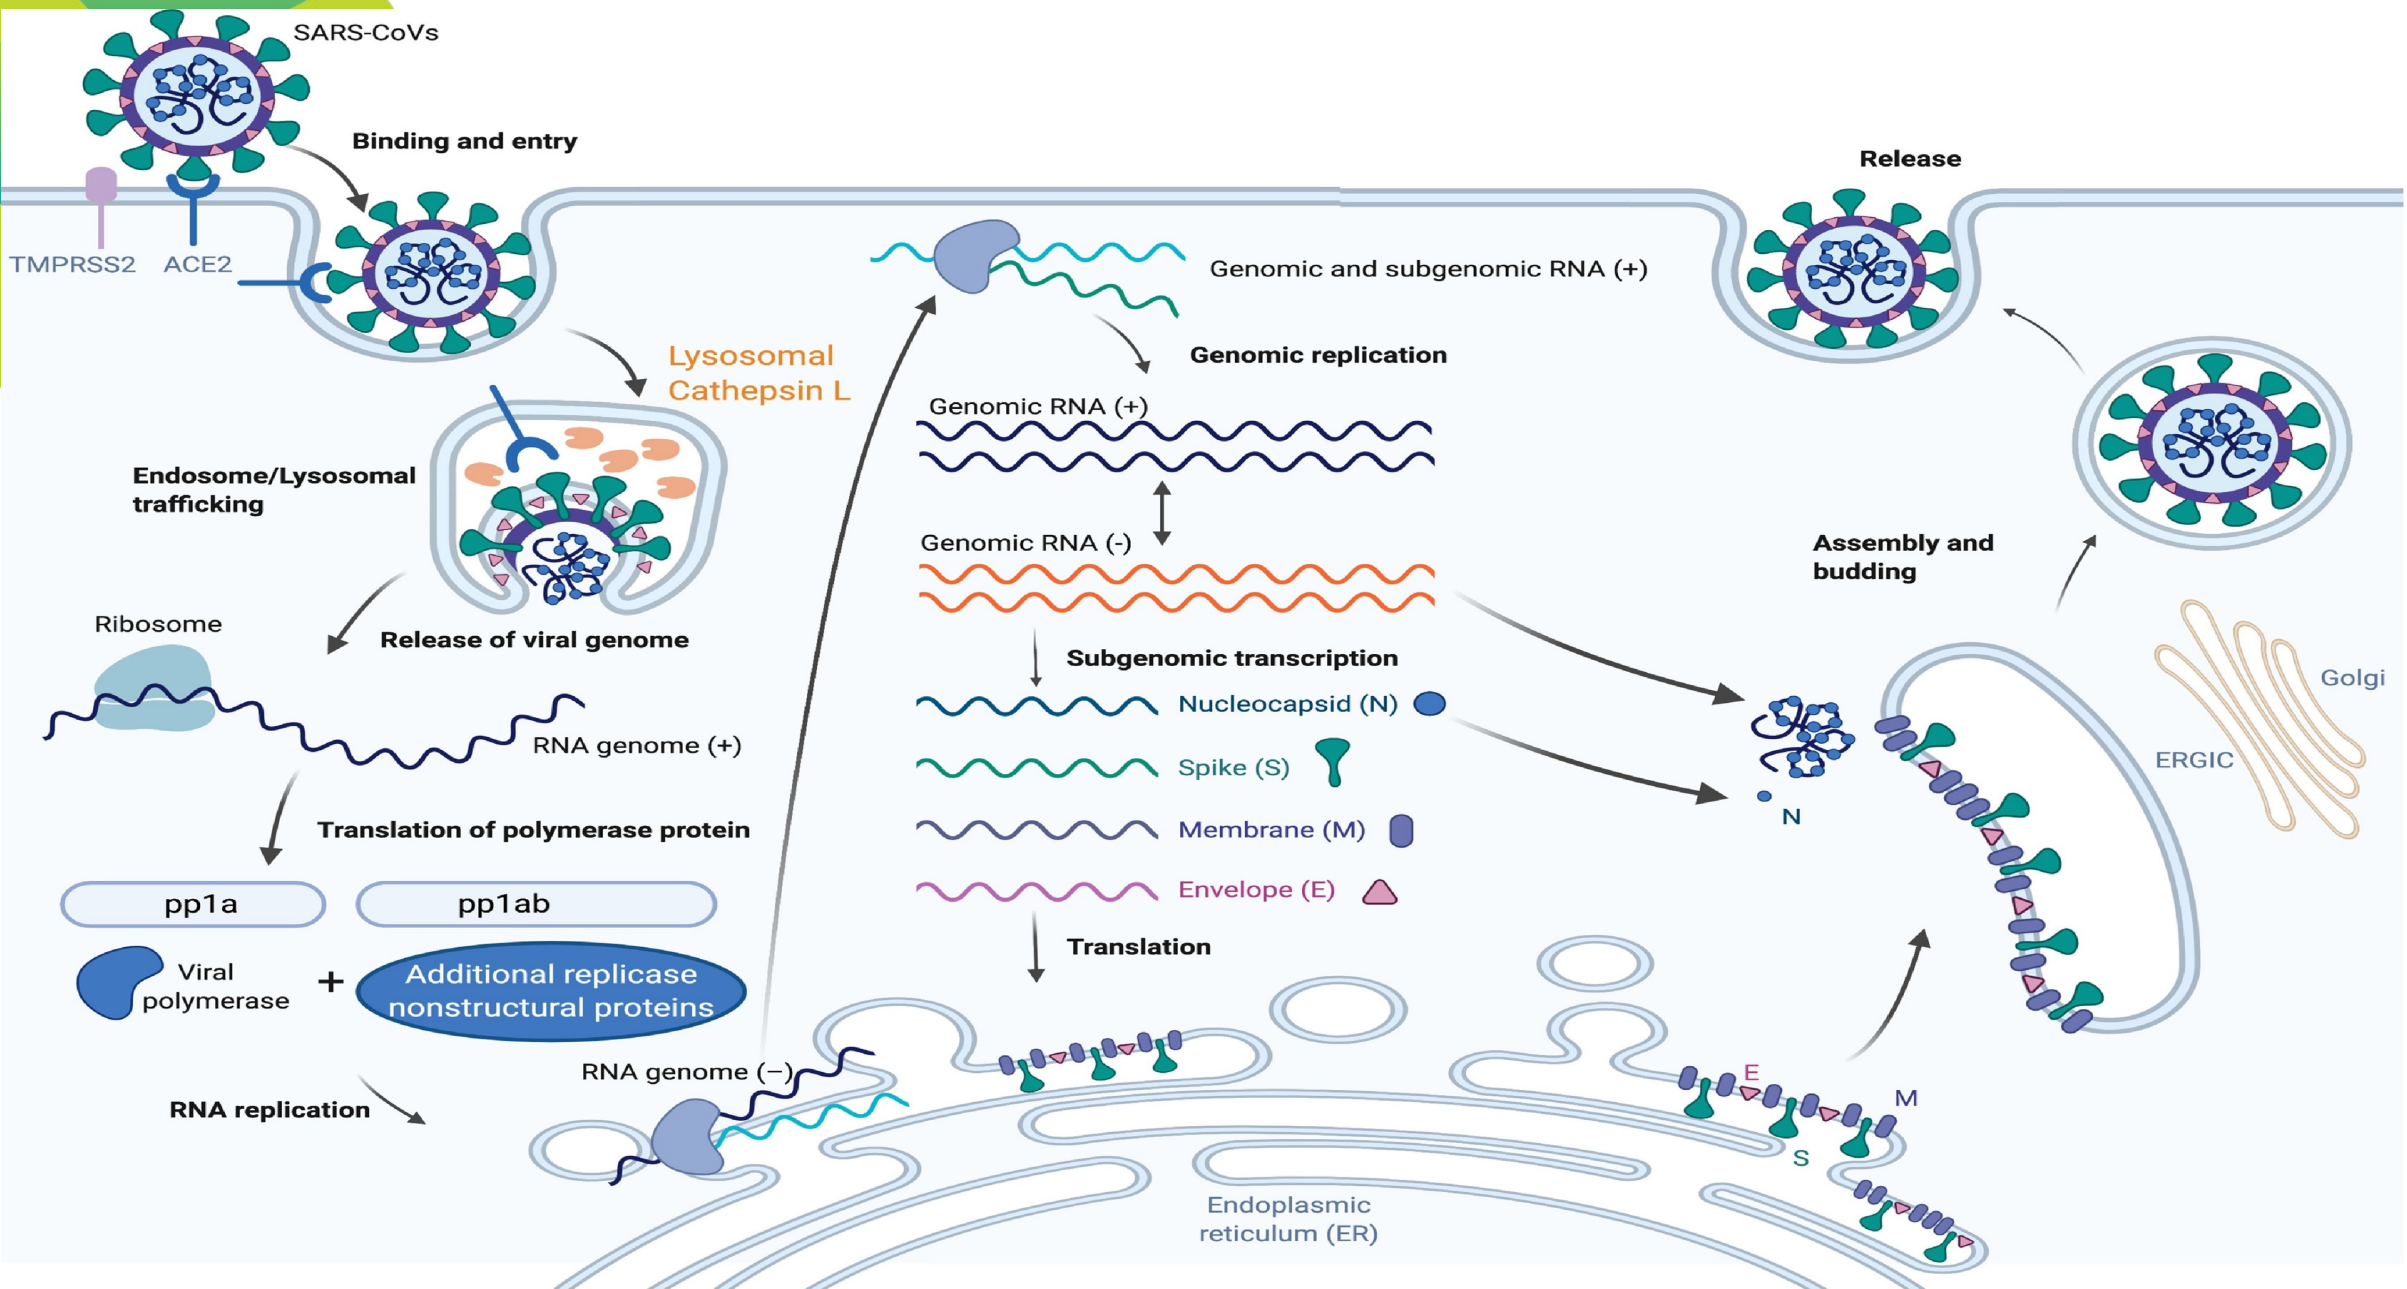 SARS-CoVs
Binding and entry
TMPRSS2
ACE2
Lysosomal
Cathepsin L
Endosome/Lysosomal
trafficking
Release of viral genome
Ribosome
RNA genome (+)
Translation of polymerase protein
pp1a
pp1ab
Viral
polymerase
+
Additional replicase
nonstructural proteins
RNA replication
RNA genome (−)
Genomic and subgenomic RNA (+)
Genomic replication
Genomic RNA (+)
Genomic RNA (-)
Subgenomic transcription
Nucleocapsid (N)
Spike (S)
Membrane (M)
Envelope (E)
Translation
Endoplasmic
reticulum (ER)
E
M
S
N
ERGIC
Golgi
Assembly and
budding
Release